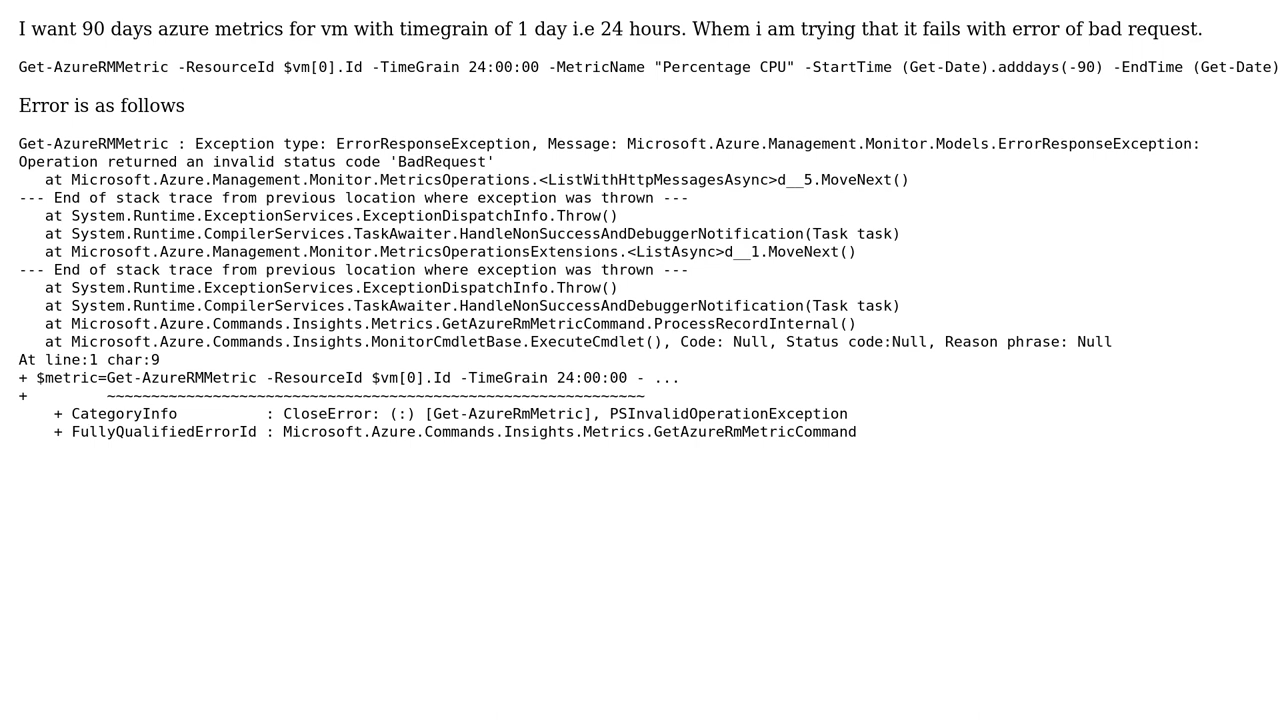 I want 90 days azure metrics for vm with timegrain of 1 day i.e 24 hours. Whem i am trying that it fails with error of bad request.
Get-AzureRMMetric -ResourceId $vm[0].Id -TimeGrain 24:00:00 -MetricName "Percentage CPU" -StartTime (Get-Date).adddays(-90) -EndTime (Get-Date)
Error is as follows
Get-AzureRMMetric : Exception type: ErrorResponseException, Message: Microsoft.Azure.Management.Monitor.Models.ErrorResponseException:
Operation returned an invalid status code 'BadRequest'
   at Microsoft.Azure.Management.Monitor.MetricsOperations.<ListWithHttpMessagesAsync>d__5.MoveNext()
--- End of stack trace from previous location where exception was thrown ---
   at System.Runtime.ExceptionServices.ExceptionDispatchInfo.Throw()
   at System.Runtime.CompilerServices.TaskAwaiter.HandleNonSuccessAndDebuggerNotification(Task task)
   at Microsoft.Azure.Management.Monitor.MetricsOperationsExtensions.<ListAsync>d__1.MoveNext()
--- End of stack trace from previous location where exception was thrown ---
   at System.Runtime.ExceptionServices.ExceptionDispatchInfo.Throw()
   at System.Runtime.CompilerServices.TaskAwaiter.HandleNonSuccessAndDebuggerNotification(Task task)
   at Microsoft.Azure.Commands.Insights.Metrics.GetAzureRmMetricCommand.ProcessRecordInternal()
   at Microsoft.Azure.Commands.Insights.MonitorCmdletBase.ExecuteCmdlet(), Code: Null, Status code:Null, Reason phrase: Null
At line:1 char:9
+ $metric=Get-AzureRMMetric -ResourceId $vm[0].Id -TimeGrain 24:00:00 - ...
+         ~~~~~~~~~~~~~~~~~~~~~~~~~~~~~~~~~~~~~~~~~~~~~~~~~~~~~~~~~~~~~
    + CategoryInfo          : CloseError: (:) [Get-AzureRmMetric], PSInvalidOperationException
    + FullyQualifiedErrorId : Microsoft.Azure.Commands.Insights.Metrics.GetAzureRmMetricCommand